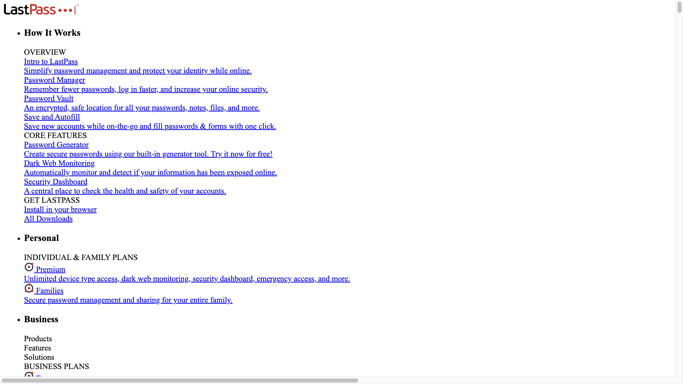 LastPass
How It Works
OVERVIEW
Intro to LastPass
Simplify password management and protect your identity while online.
Password Manager
Remember fewer passwords, log in faster, and increase your online security.
Password Vault
An encrypted, safe location for all your passwords, notes, files, and more.
Save and Autofill
Save new accounts while on-the-go and fill passwords & forms with one click.
CORE FEATURES
Password Generator
Create secure passwords using our built-in generator tool. Try it now for free!
Dark Web Monitoring
Automatically monitor and detect if your information has been exposed online.
Security Dashboard
A central place to check the health and safety of your accounts.
GET LASTPASS
Install in your browser
All Downloads
Personal
INDIVIDUAL & FAMILY PLANS
Premium
Unlimited device type access, dark web monitoring, security dashboard, emergency access, and more.
Families
Secure password management and sharing for your entire family.
Business
Products
Features
Solutions
BUSINESS PLANS